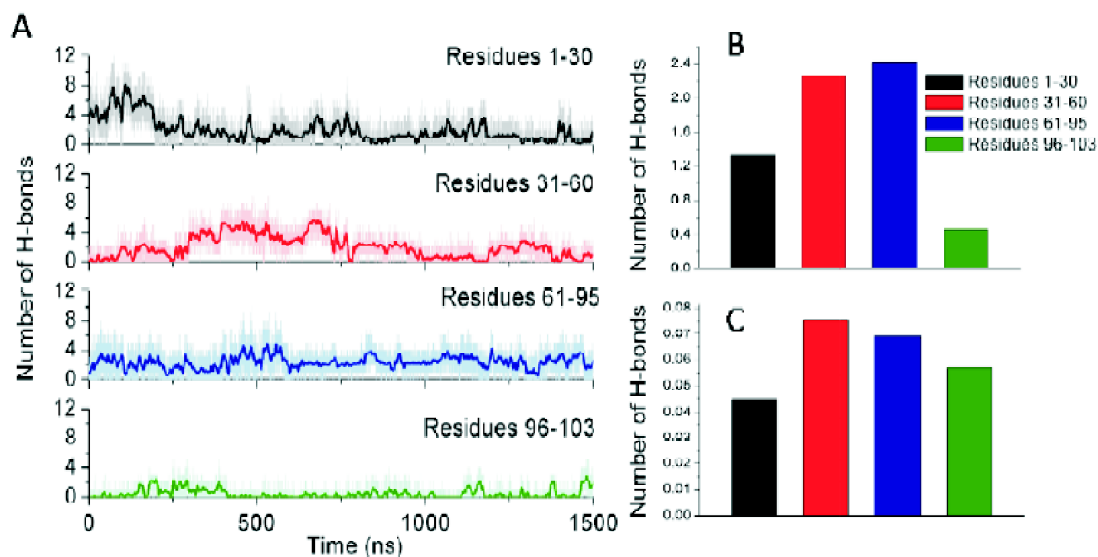 A
Number of H-bonds
12
8
4
0
Residues 1-30
12
8
4
0
Residues 31-60
12
8
4
0
Residues 61-95
12
8
4
0
Residues 96-103
0
500
1000
1500
Time (ns)
B
Number of H-bonds
2.4
2.0
1.6
1.2
0.8
0.4
0.0
Residues 1-30
Residues 31-60
Residues 61-95
Residues 96-103
C
Number of H-bonds
0.08
0.07
0.06
0.05
0.04
0.03
0.02
0.01
0.00